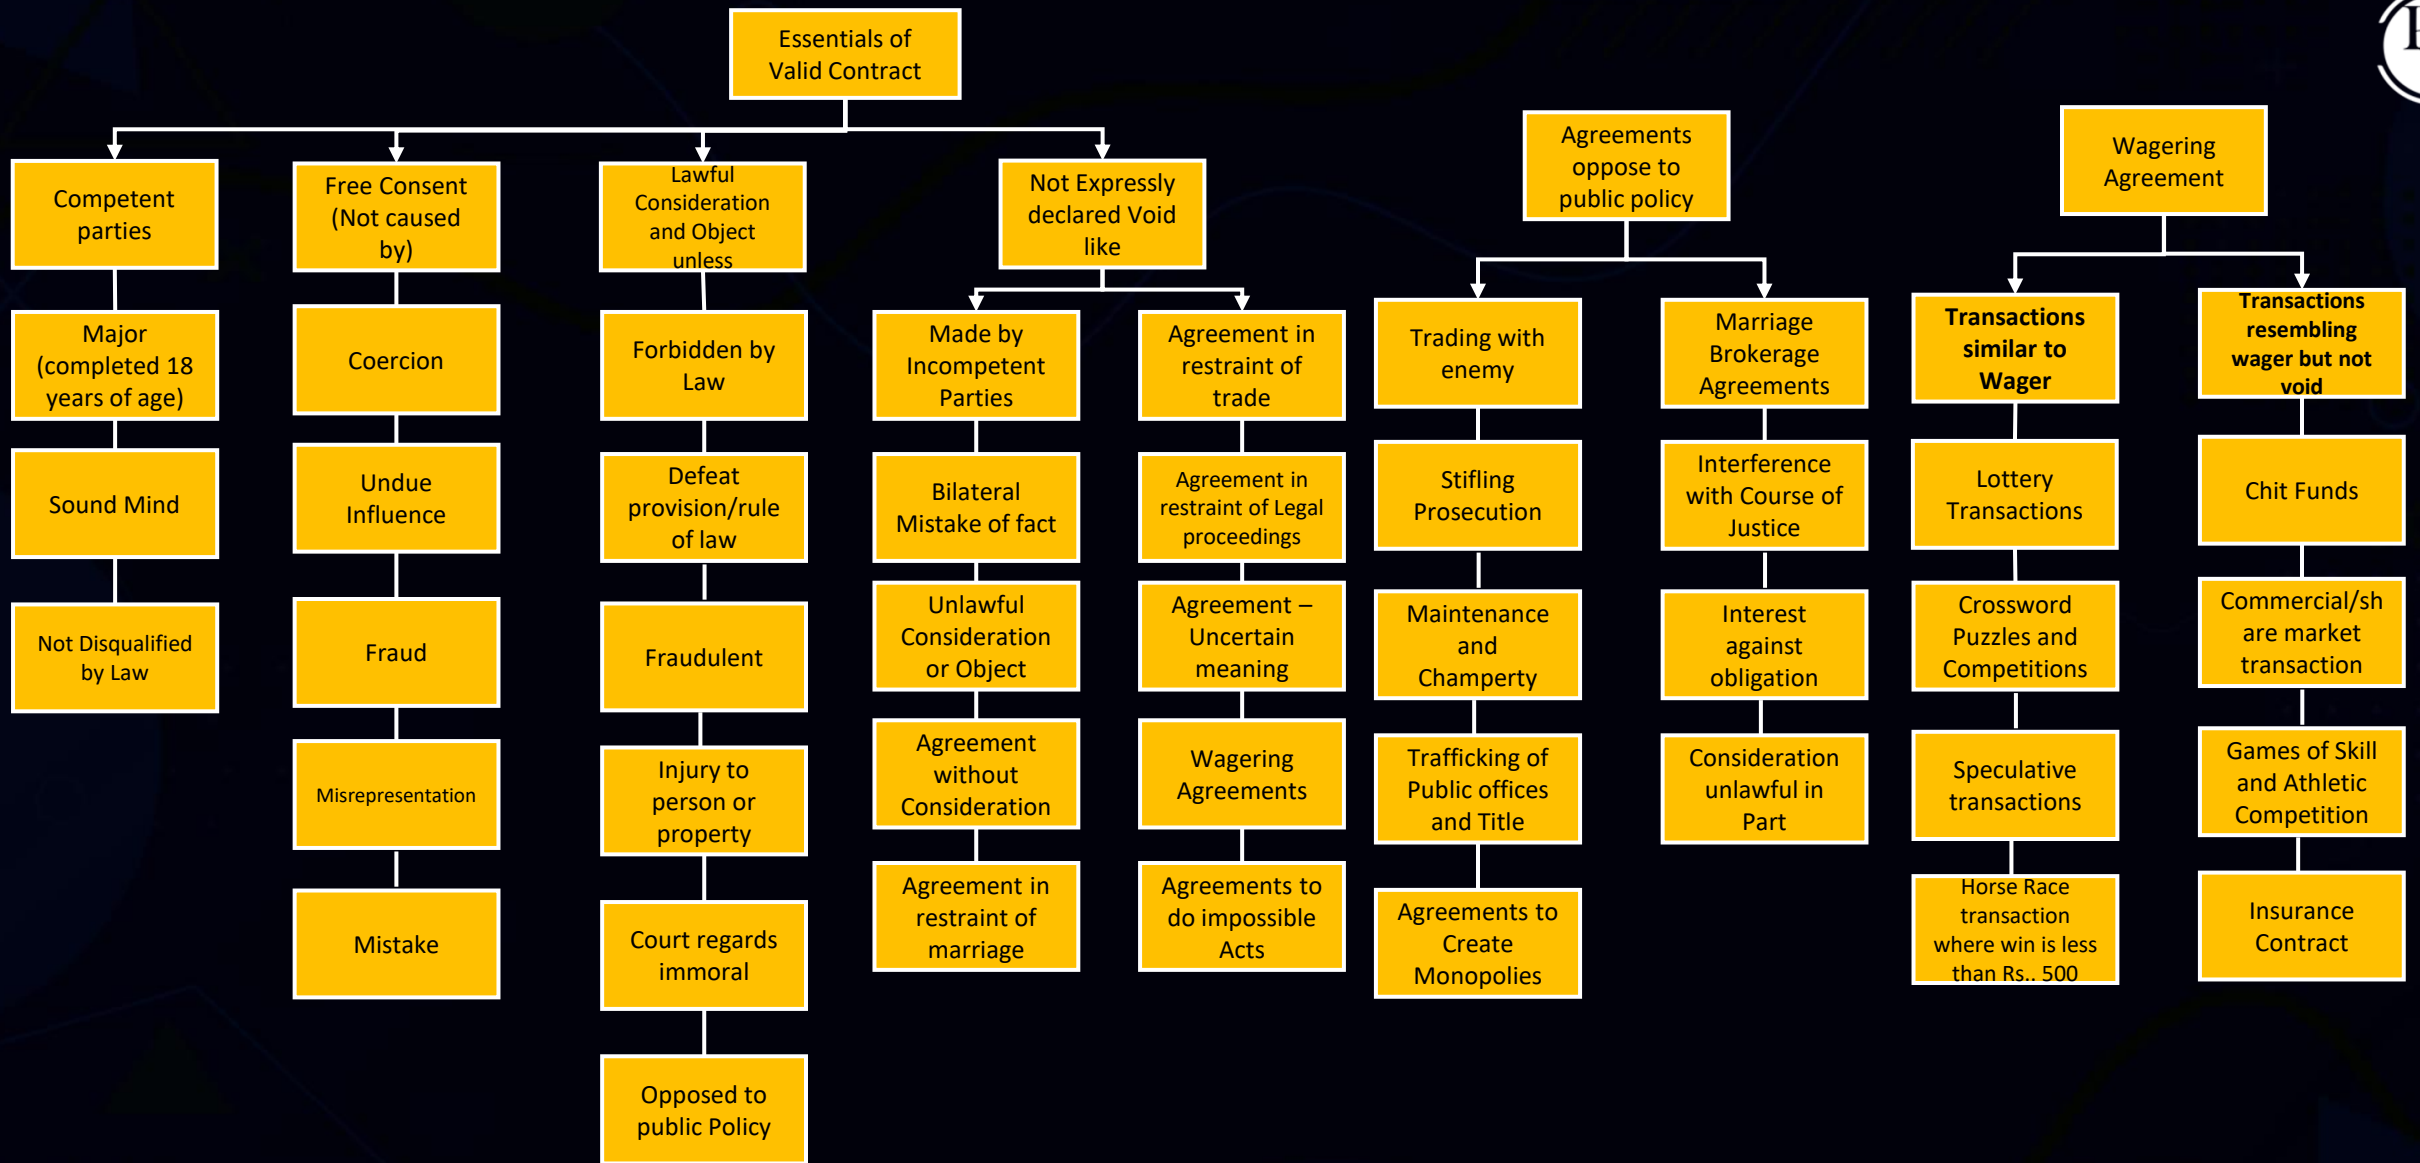 Essentials of
Valid Contract
Competent
parties
Major
(completed 18
years of age)
Sound Mind
Not Disqualified
by Law
Free Consent
(Not caused
by)
Coercion
Undue
Influence
Fraud
Misrepresentation
Mistake
Lawful
Consideration
and Object
unless
Forbidden by
Law
Defeat
provision/rule
of law
Fraudulent
Injury to
person or
property
Court regards
immoral
Opposed to
public Policy
Not Expressly
declared Void
like
Made by
Incompetent
Parties
Bilateral
Mistake of fact
Unlawful
Consideration
or Object
Agreement
without
Consideration
Agreement in
restraint of
marriage
Agreement in
restraint of
trade
Agreement in
restraint of Legal
proceedings
Agreement –
Uncertain
meaning
Wagering
Agreements
Agreements to
do impossible
Acts
Agreements
oppose to
public policy
Trading with
enemy
Stifling
Prosecution
Maintenance
and
Champerty
Trafficking of
Public offices
and Title
Agreements to
Create
Monopolies
Marriage
Brokerage
Agreements
Interference
with Course of
Justice
Interest
against
obligation
Consideration
unlawful in
Part
Wagering
Agreement
Transactions
similar to
Wager
Lottery
Transactions
Crossword
Puzzles and
Competitions
Speculative
transactions
Horse Race
transaction
where win is less
than Rs.. 500
Transactions
resembling
wager but not
void
Chit Funds
Commercial/sh
are market
transaction
Games of Skill
and Athletic
Competition
Insurance
Contract